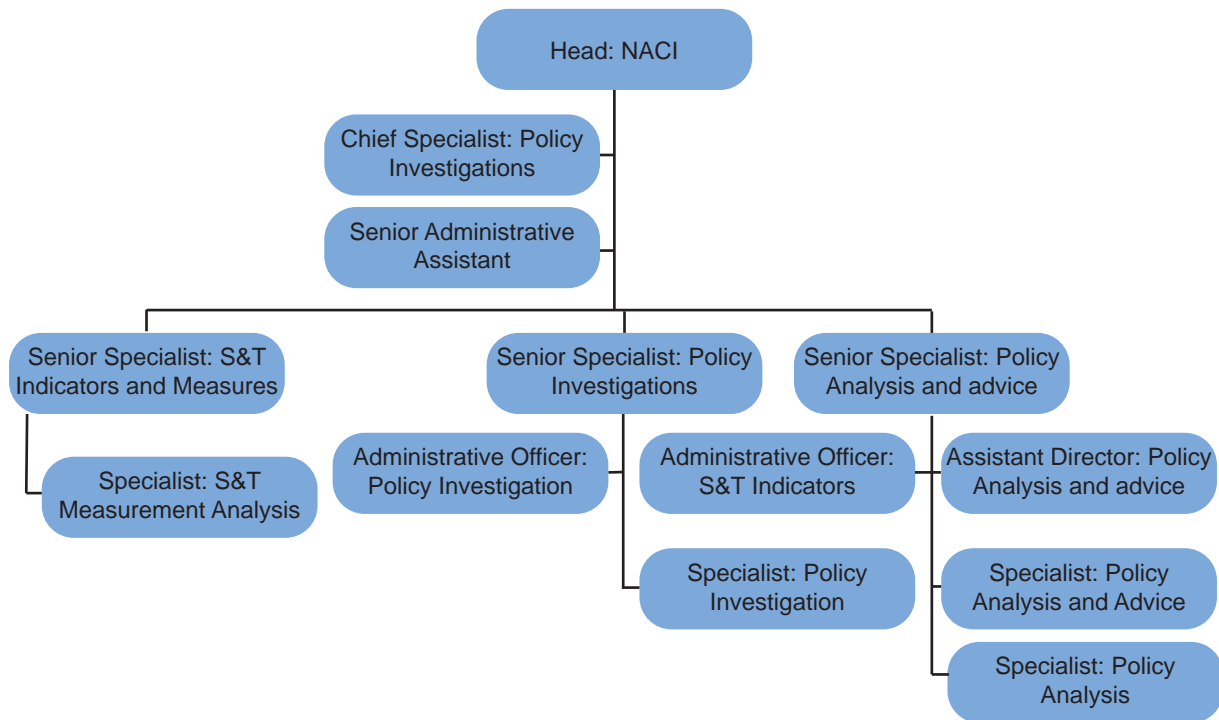 Head: NACI
Chief Specialist: Policy
Investigations
Senior Administrative
Assistant
Senior Specialist: S&T
Indicators and Measures
Senior Specialist: Policy
Investigations
Senior Specialist: Policy
Analysis and advice
Specialist: S&T
Measurement Analysis
Administrative Officer:
Policy Investigation
Administrative Officer:
S&T Indicators
Assistant Director: Policy
Analysis and advice
Specialist: Policy
Investigation
Specialist: Policy
Analysis and Advice
Specialist: Policy
Analysis